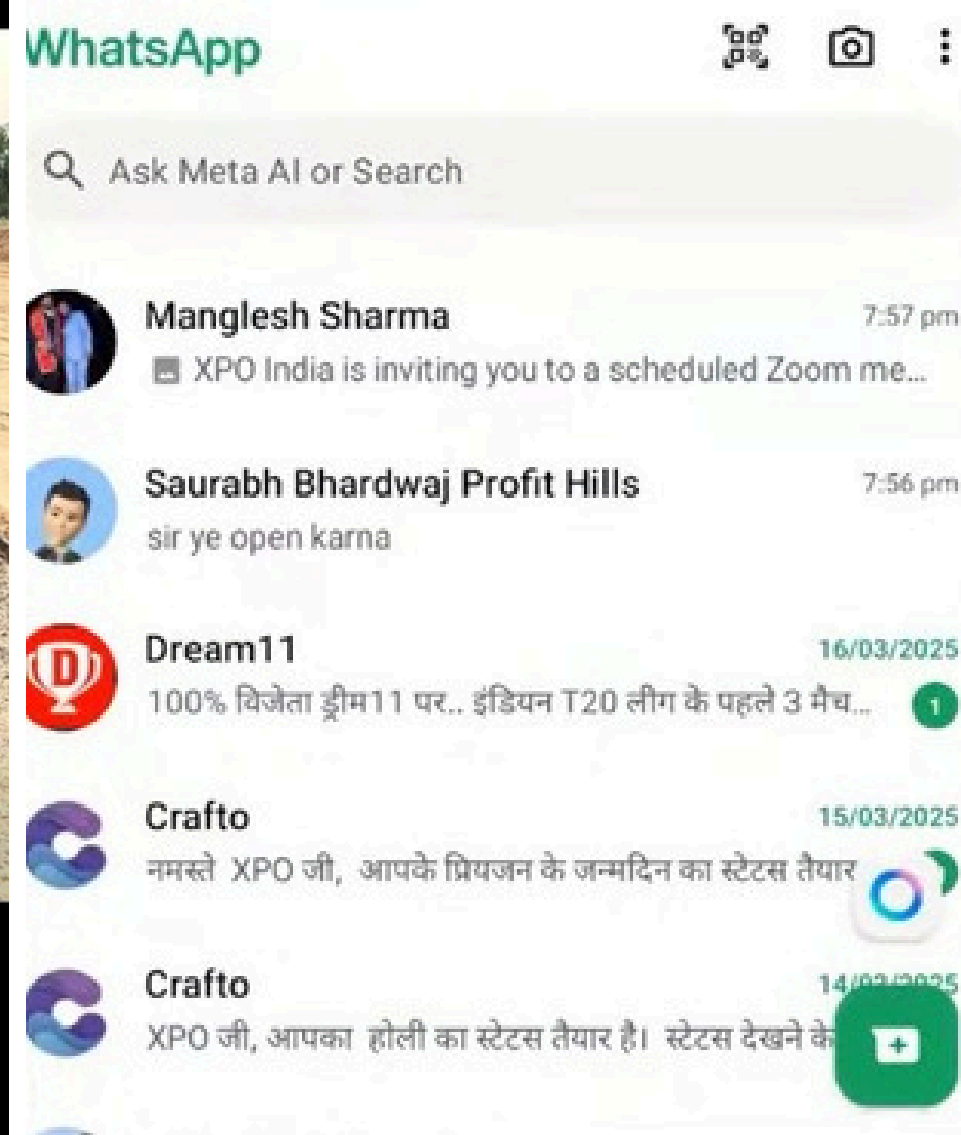 WhatsApp
Ask Meta AI or Search
Manglesh Sharma 7:57 pm
XPO India is inviting you to a scheduled Zoom me...
Saurabh Bhardwaj Profit Hills 7:56 pm
sir ye open karna
Dream11 16/03/2025
100% विजेता ड्रीम11 पर.. इंडियन T20 लीग के पहले 3 मैच... 1
Crafto 15/03/2025
नमस्ते XPO जी, आपके प्रियजन के जन्मदिन का स्टेटस तैयार
Crafto 14/03/2025
XPO जी, आपका होली का स्टेटस तैयार है। स्टेटस देखने के